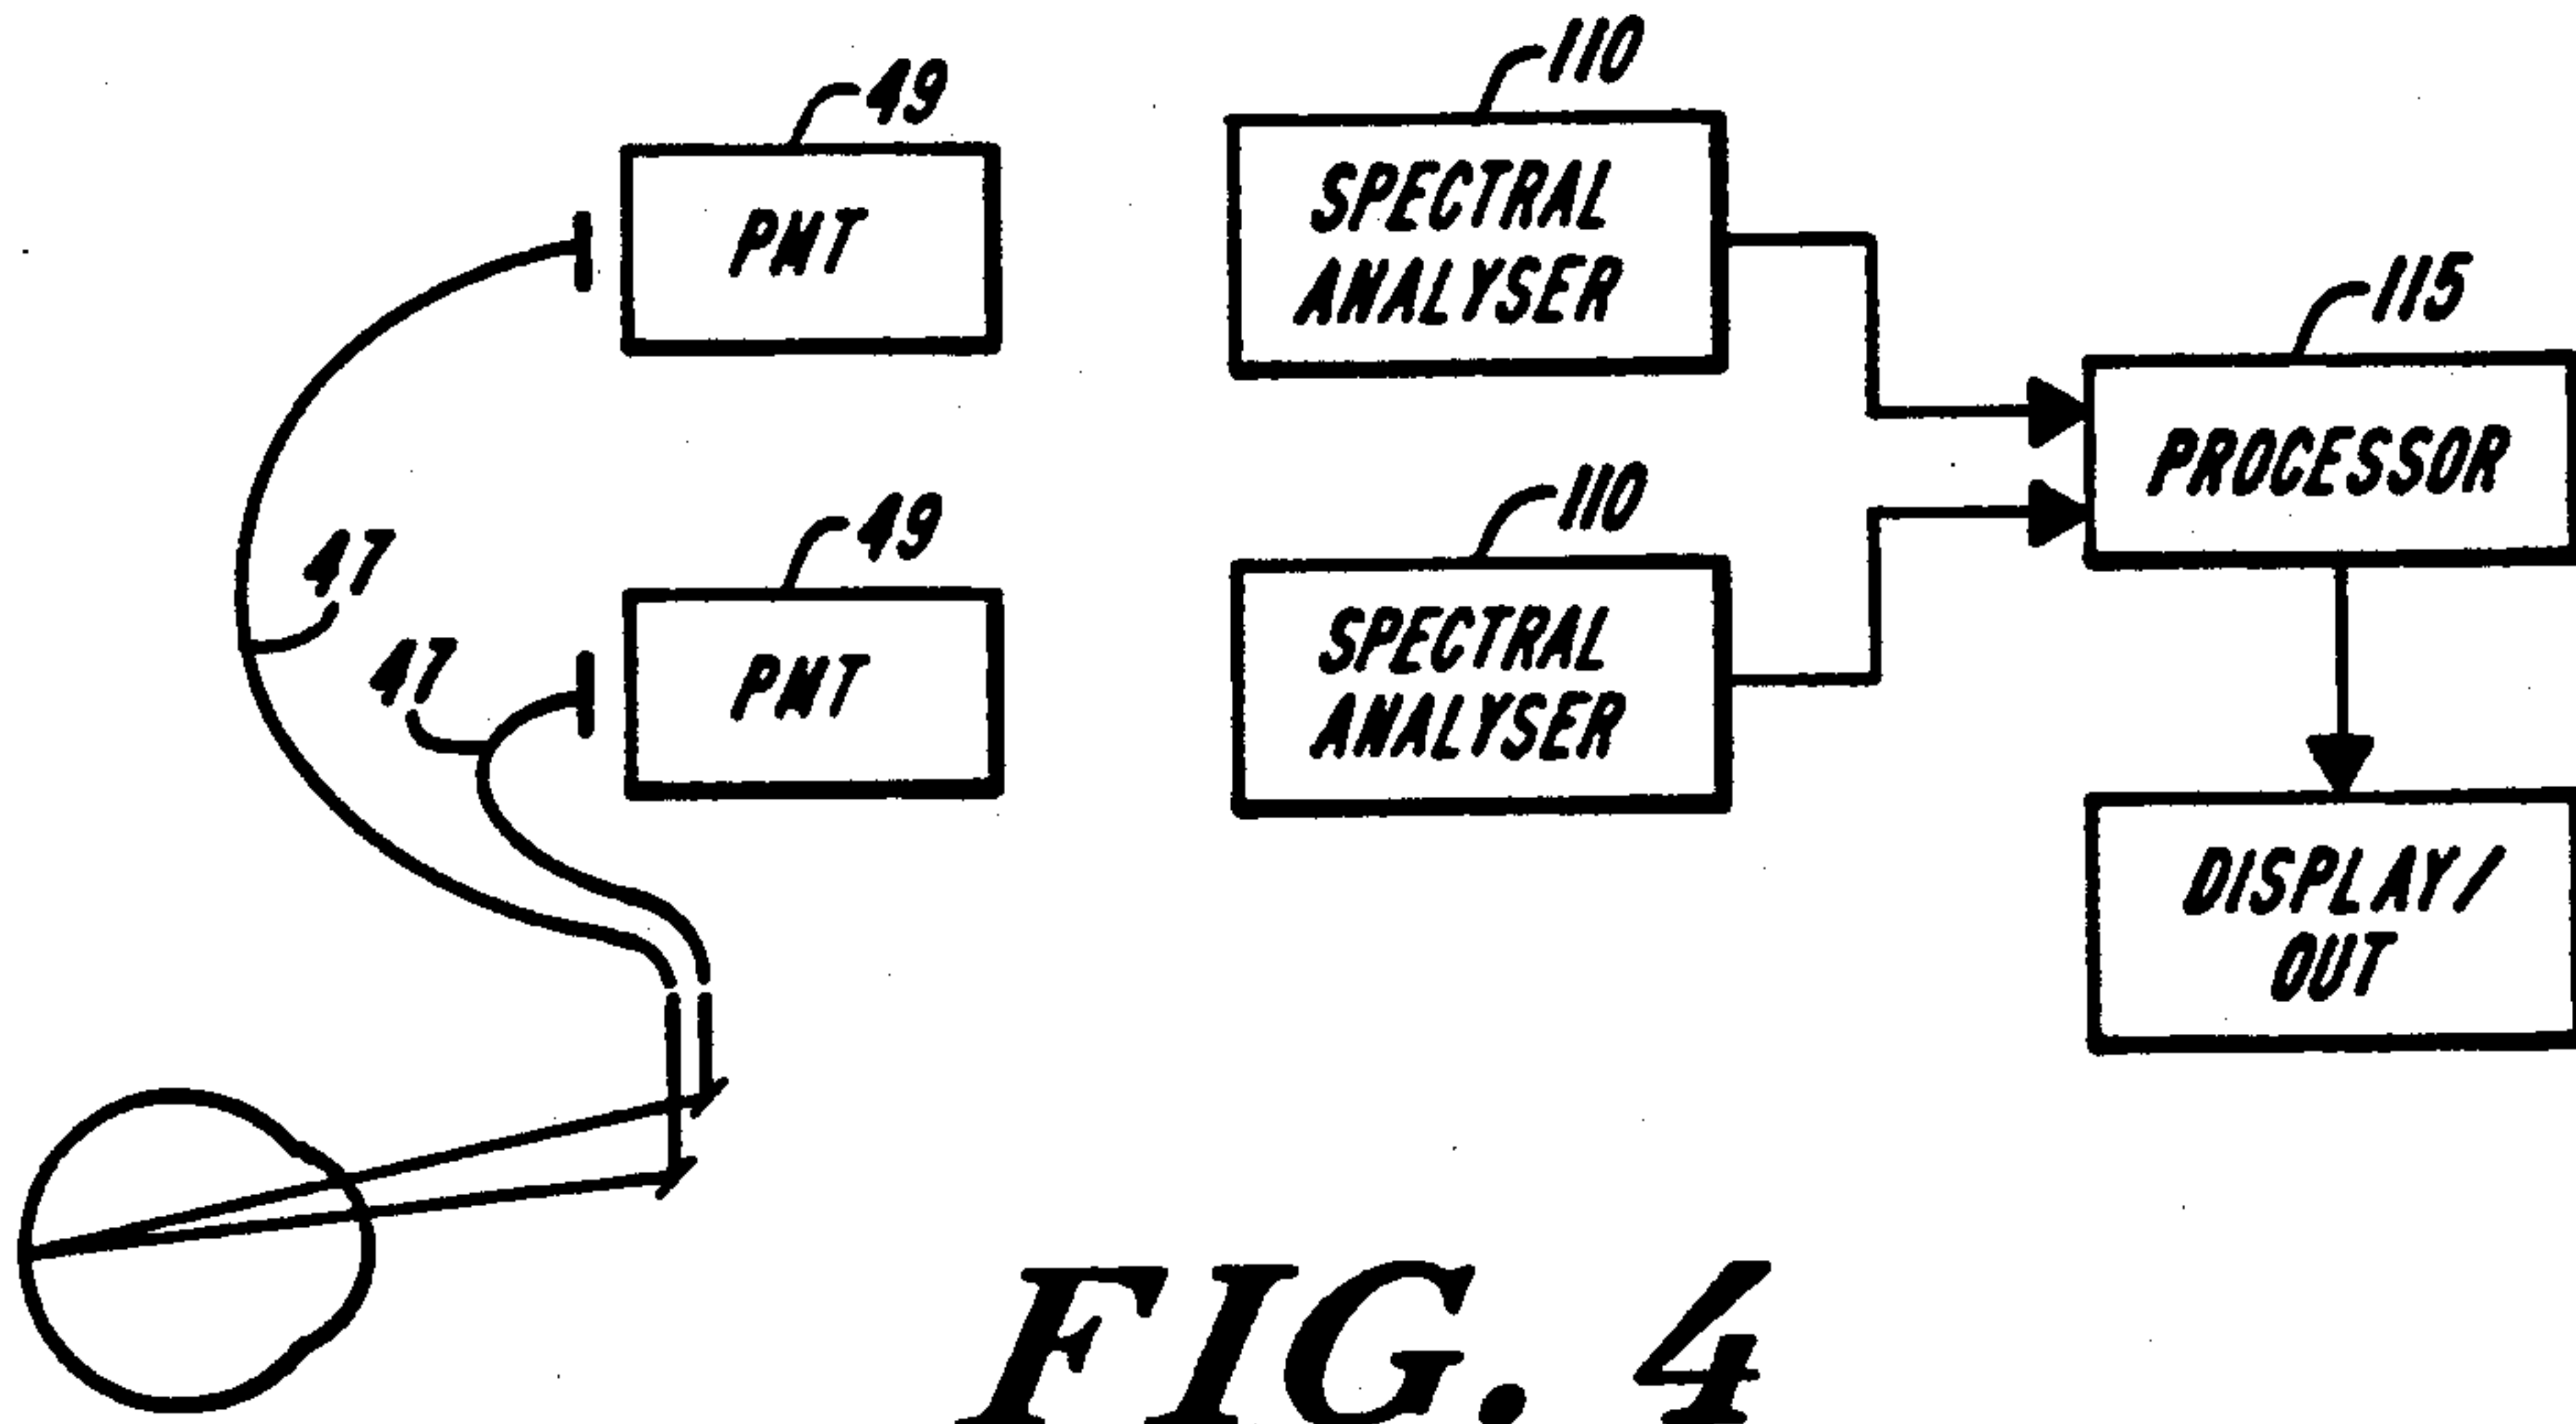 49
PMT
110
SPECTRAL
ANALYSER
115
PROCESSOR
47
47
49
PMT
110
SPECTRAL
ANALYSER
DISPLAY/
OUT
FIG. 4